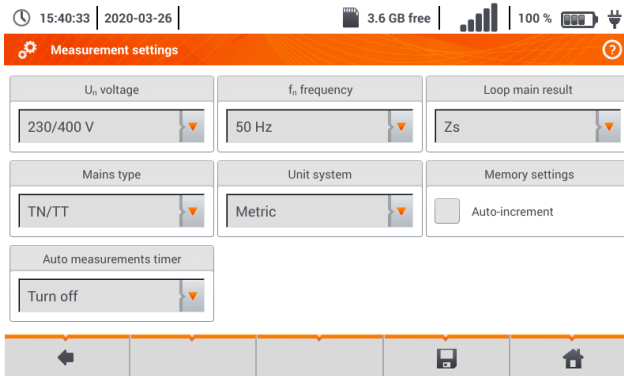 15:40:33 2020-03-26 3.6 GB free 100 %
Measurement settings ?
Un voltage fn frequency Loop main result
230/400 V 50 Hz Zs
Mains type Unit system Memory settings
TN/TT Metric Auto-increment
Auto measurements timer
Turn off